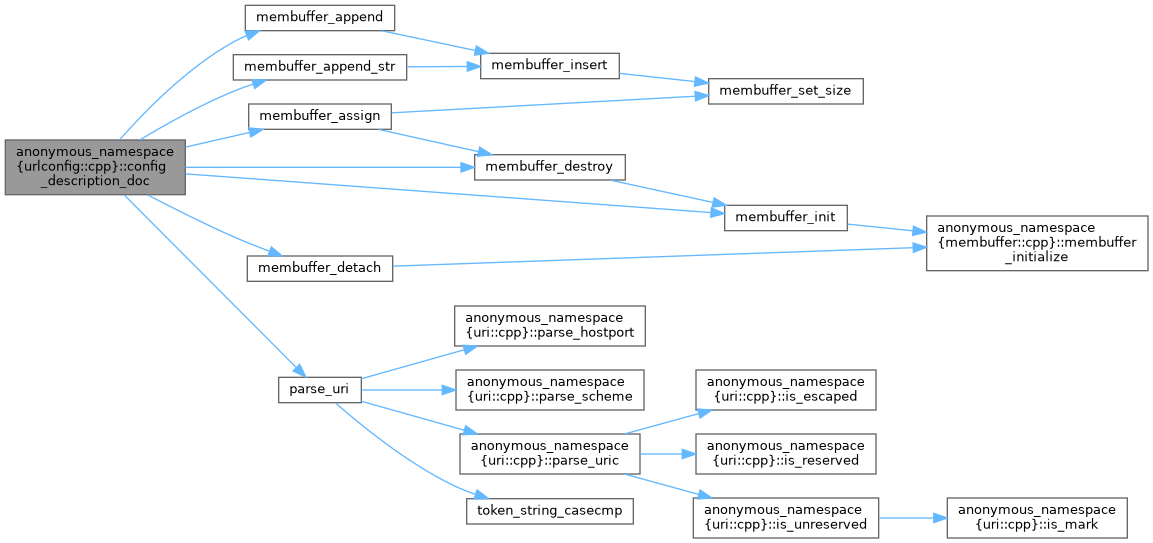 membuffer_append
membuffer_insert
membuffer_append_str
membuffer_set_size
membuffer_assign
anonymous_namespace
{urlconfig::cpp}::config
_description_doc
membuffer_destroy
membuffer_init
anonymous_namespace
{membuffer::cpp}::membuffer
_initialize
membuffer_detach
anonymous_namespace
{uri::cpp}::parse_hostport
parse_uri
anonymous_namespace
{uri::cpp}::parse_scheme
anonymous_namespace
{uri::cpp}::is_escaped
anonymous_namespace
{uri::cpp}::parse_uric
anonymous_namespace
{uri::cpp}::is_reserved
token_string_casecmp
anonymous_namespace
{uri::cpp}::is_unreserved
anonymous_namespace
{uri::cpp}::is_mark